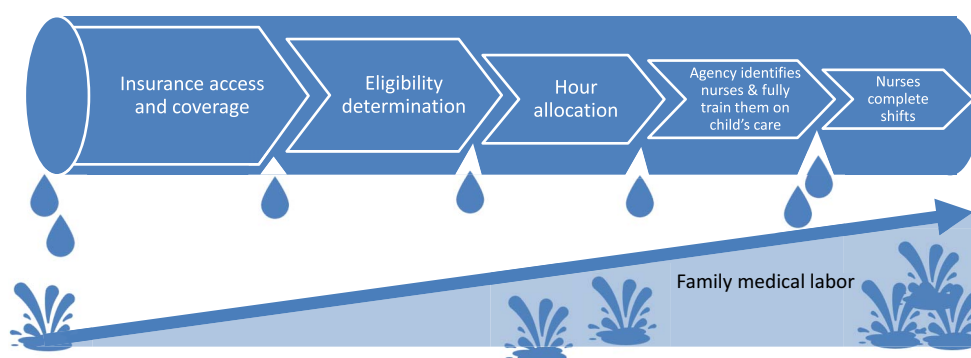 Insurance access
and coverage
Eligibility
determination
Hour
allocation
Agency identifies
nurses & fully
train them on
child’s care
Nurses
complete
shifts
Family medical labor